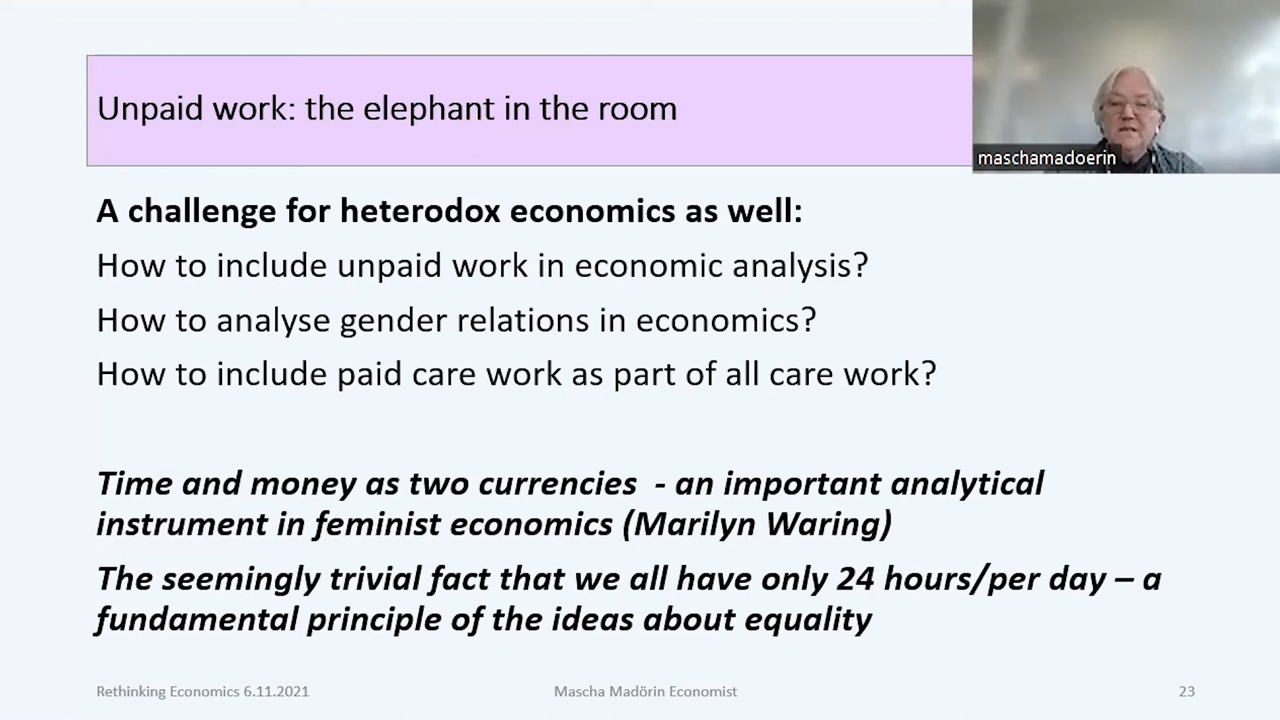 Unpaid work: the elephant in the room
maschamadoerin
A challenge for heterodox economics as well:
How to include unpaid work in economic analysis?
How to analyse gender relations in economics?
How to include paid care work as part of all care work?
Time and money as two currencies  - an important analytical
instrument in feminist economics (Marilyn Waring)
The seemingly trivial fact that we all have only 24 hours/per day – a
fundamental principle of the ideas about equality
Rethinking Economics 6.11.2021
Mascha Madörin Economist
23